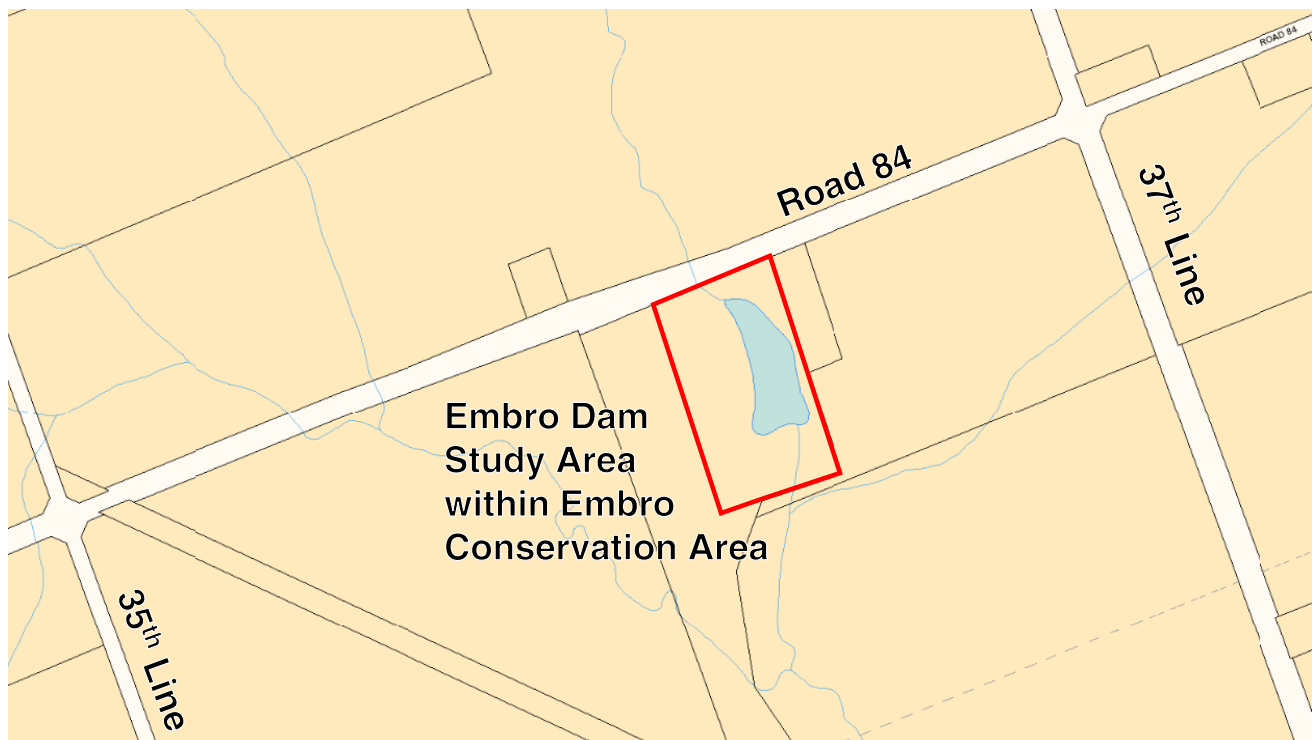 ROAD 84
Road 84
37th Line
Embro Dam
Study Area
within Embro
Conservation Area
35th Line